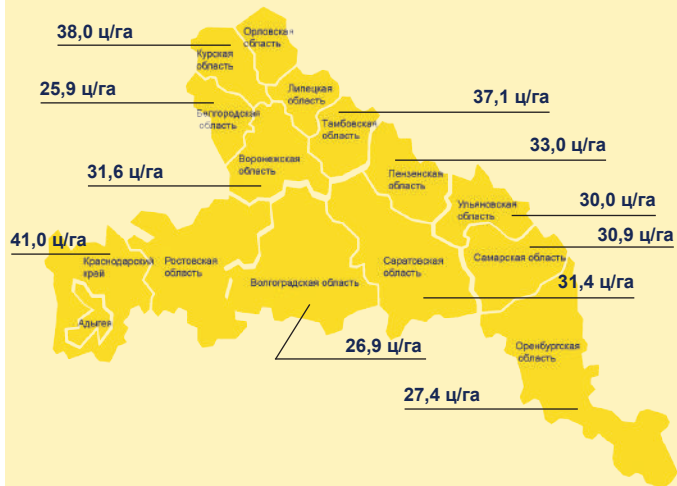 38,0 ц/га
Орловская
область
Курская
область
25,9 ц/га
Липецкая
область
37,1 ц/га
Белгородская
область
Тамбовская
область
33,0 ц/га
Воронежская
область
31,6 ц/га
Пензенская
область
30,0 ц/га
Ульяновская
область
30,9 ц/га
41,0 ц/га
Краснодарский
край
Ростовская
область
Саратовская
область
Самарская область
Волгоградская область
31,4 ц/га
Адыгея
26,9 ц/га
Оренбургская
область
27,4 ц/га